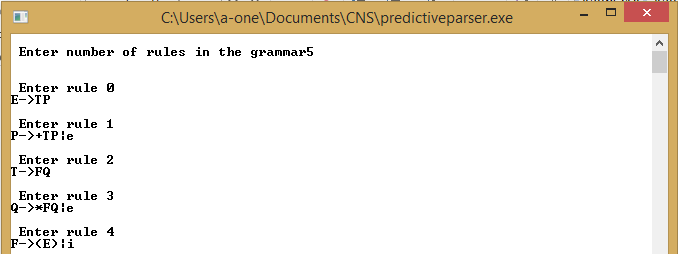 C:\Users\a-one\Documents\CNS\predictiveparser.exe
Enter number of rules in the grammar5
Enter rule 0
E->TP
Enter rule 1
P->+TP¦e
Enter rule 2
T->FQ
Enter rule 3
Q->*FQ¦e
Enter rule 4
F->(E)¦i